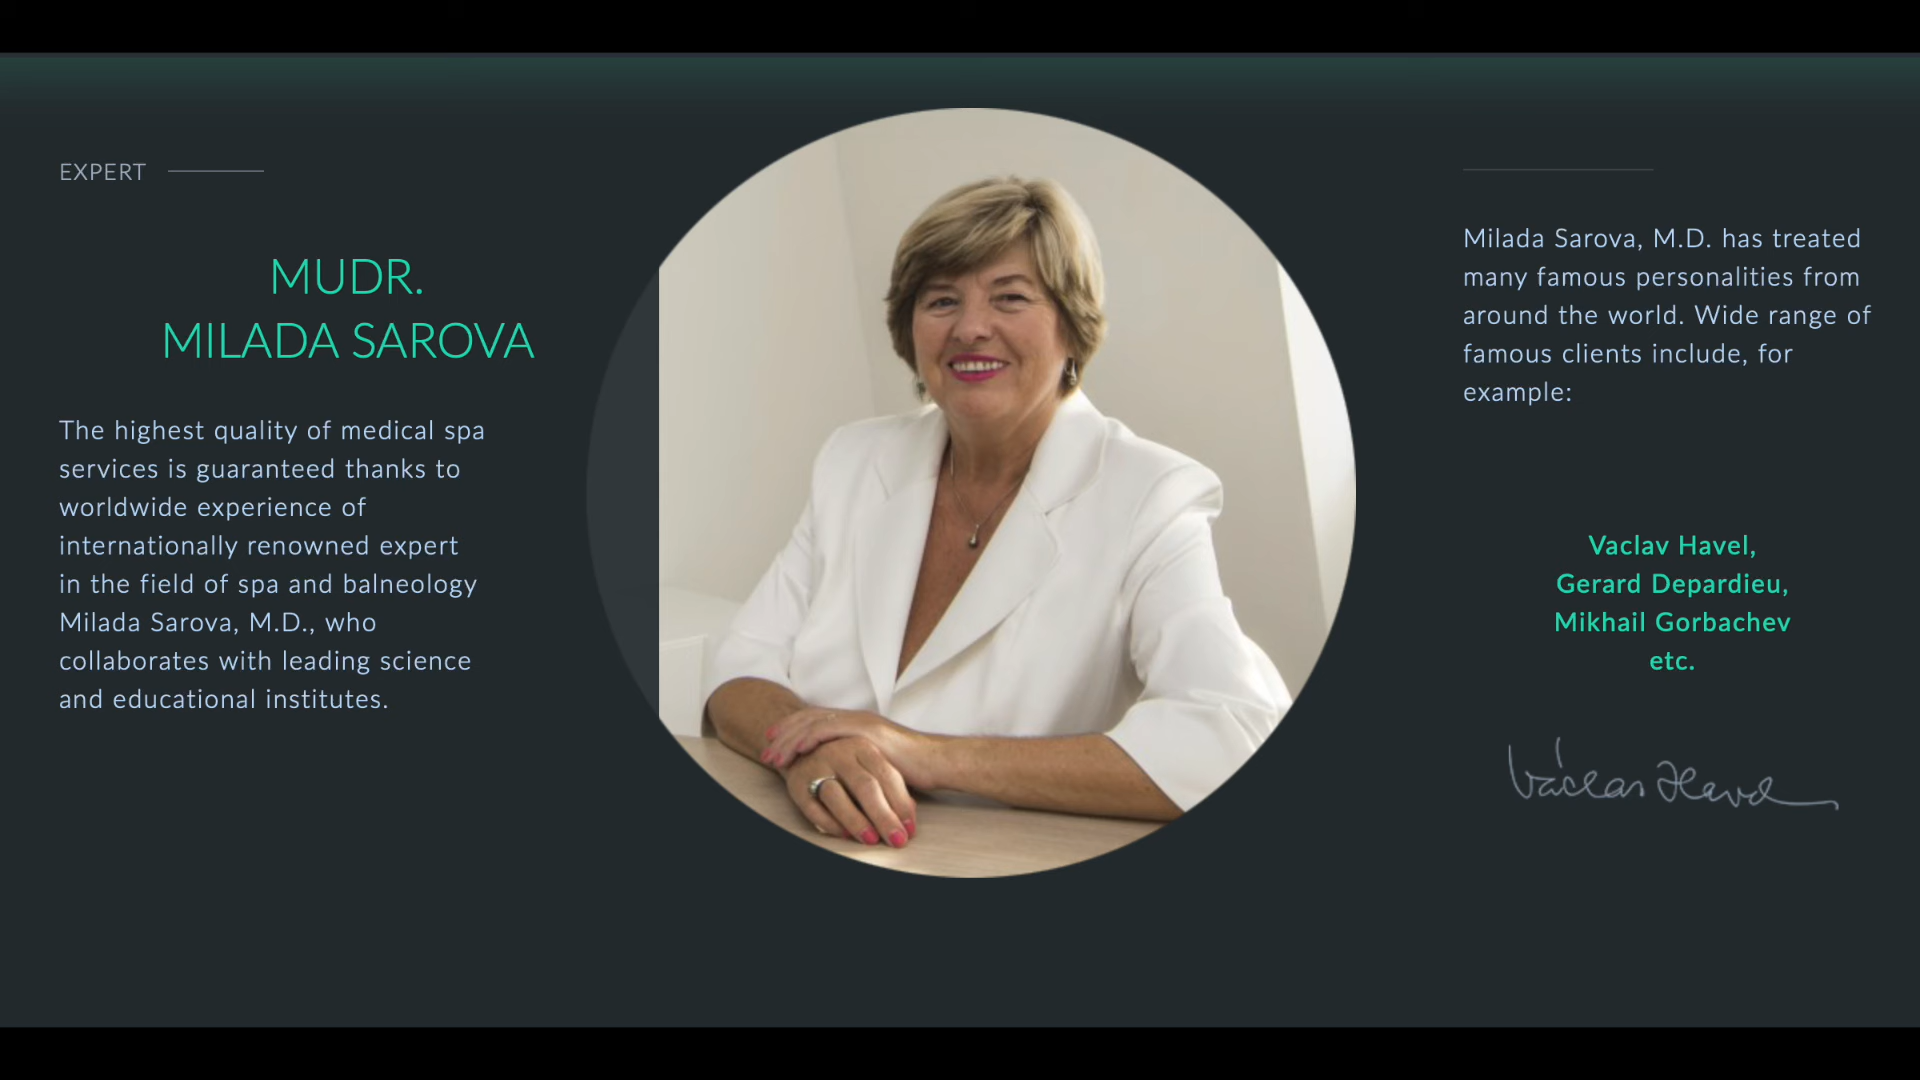 EXPERT
MUDR.
MILADA SAROVA
The highest quality of medical spa
services is guaranteed thanks to
worldwide experience of
internationally renowned expert
in the field of spa and balneology
Milada Sarova, M.D., who
collaborates with leading science
and educational institutes.
Milada Sarova, M.D. has treated
many famous personalities from
around the world. Wide range of
famous clients include, for
example:
Vaclav Havel,
Gerard Depardieu,
Mikhail Gorbachev
etc.
Václav Havel